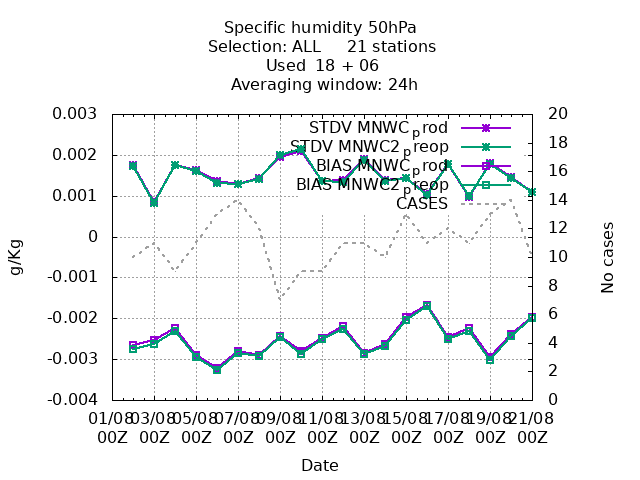 Specific humidity 50hPa
Selection: ALL 21 stations
Used 18 + 06
Averaging window: 24h
0.003
0.002
0.001
0
-0.001
-0.002
-0.003
-0.004
g/Kg
20
18
16
14
12
10
8
6
4
2
0
No cases
STDV MNWC_prod
STDV MNWC2_preop
BIAS MNWC_prod
BIAS MNWC2_preop
CASES
01/08 03/08 05/08 07/08 09/08 11/08 13/08 15/08 17/08 19/08 21/08
00Z 00Z 00Z 00Z 00Z 00Z 00Z 00Z 00Z 00Z 00Z
Date